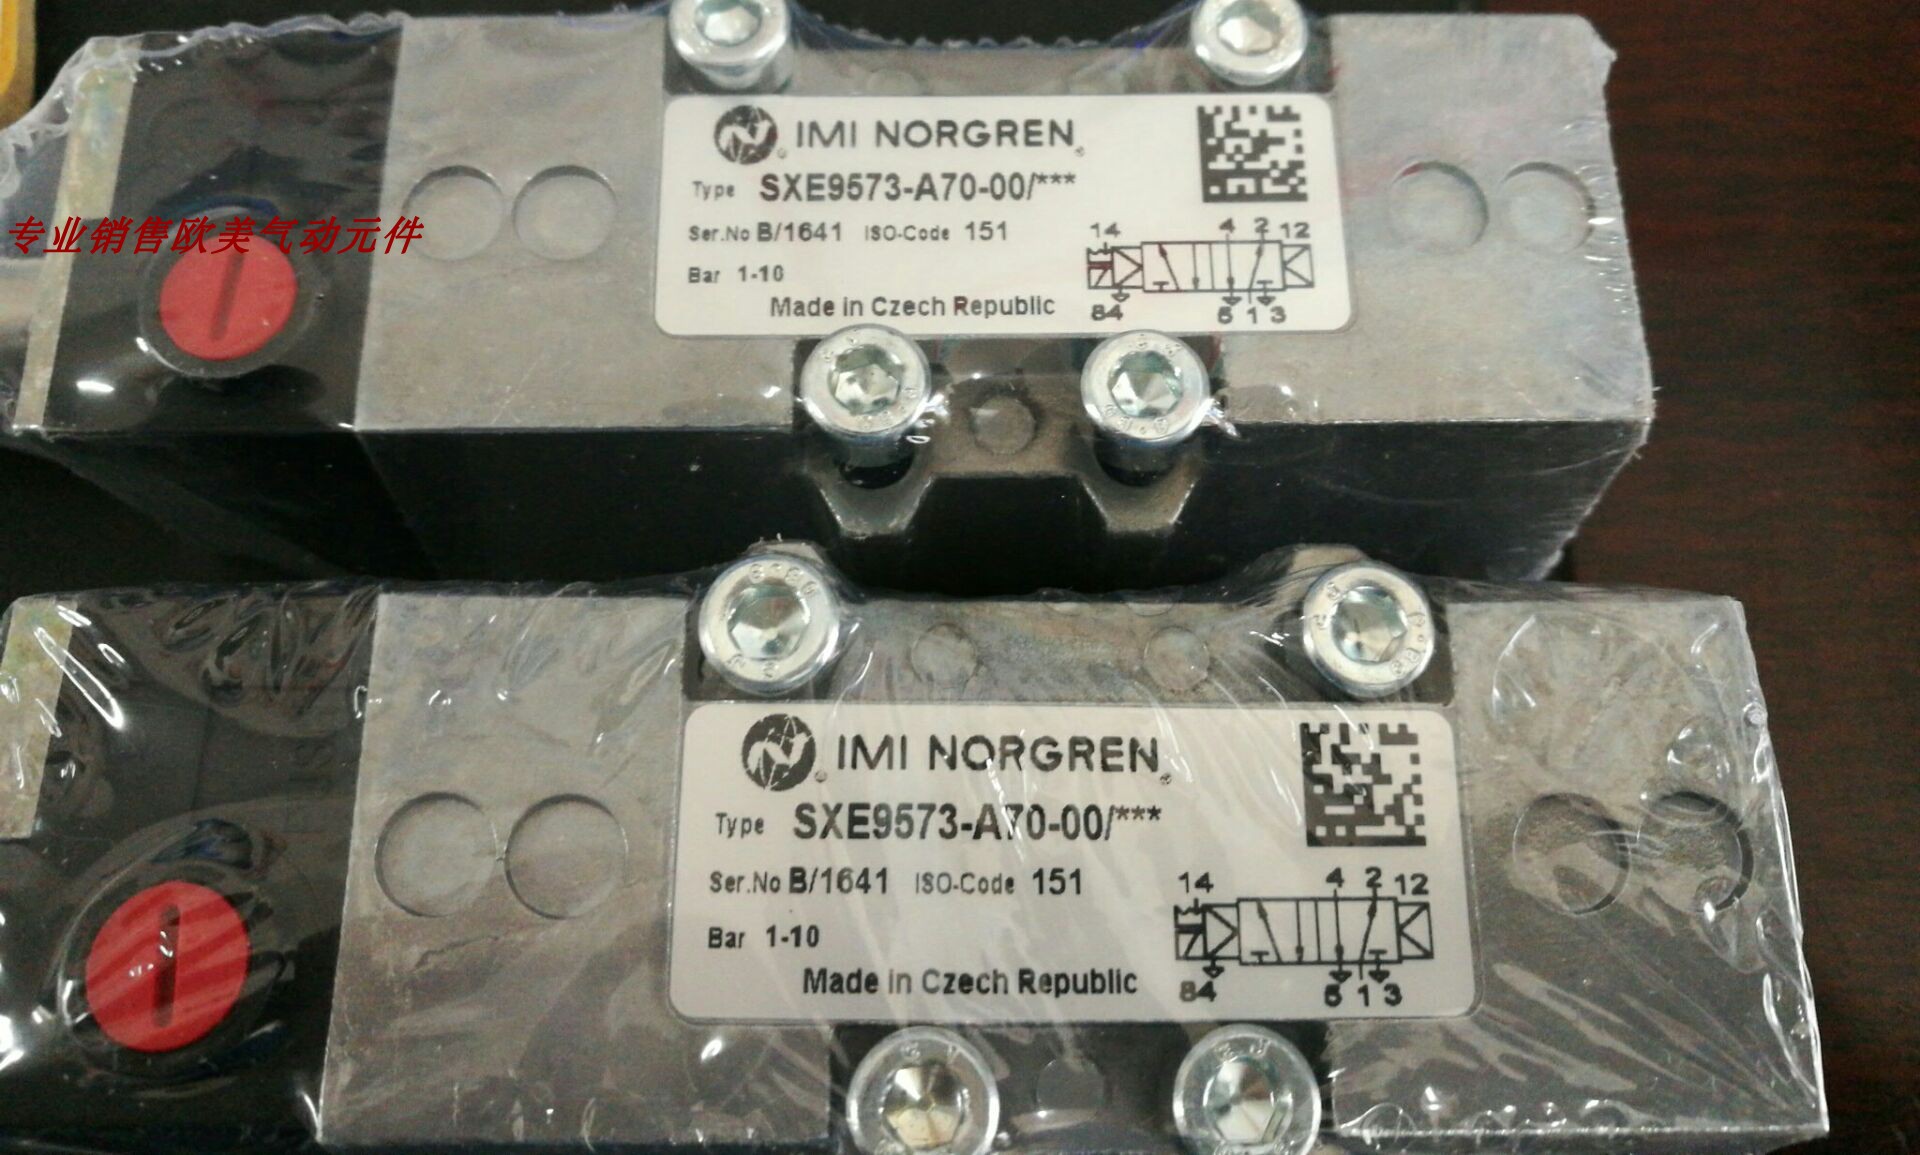 IMI NORGREN
Type SXE9573-A70-00/***
专业销售欧美气动元件
Ser.No B/1641 ISO-Code 151
14 4 2 12
Bar 1-10
84 5 1 3
Made in Czech Republic
IMI NORGREN
Type SXE9573-A70-00/***
Ser.No B/1641 ISO-Code 151
14 4 2 12
Bar 1-10
84 5 1 3
Made in Czech Republic